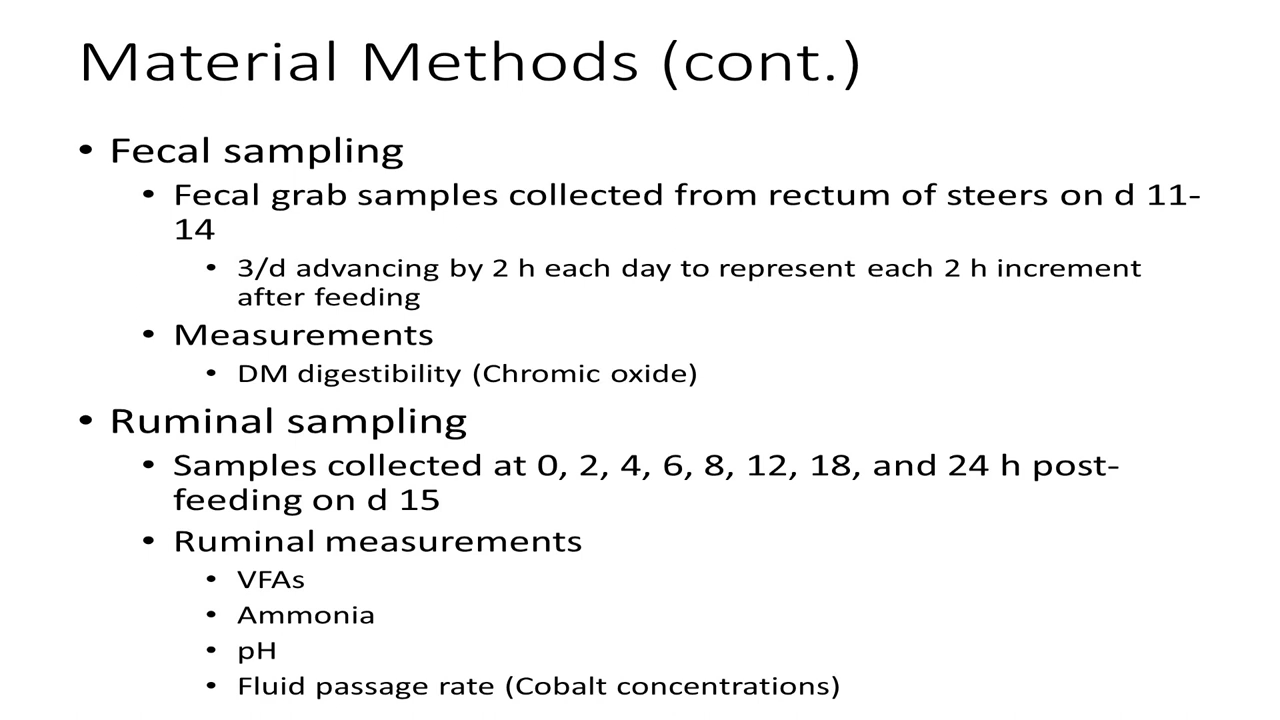 Material Methods (cont.)
• Fecal sampling
• Fecal grab samples collected from rectum of steers on d 11-
14
• 3/d advancing by 2 h each day to represent each 2 h increment
after feeding
• Measurements
• DM digestibility (Chromic oxide)
• Ruminal sampling
• Samples collected at 0, 2, 4, 6, 8, 12, 18, and 24 h post-
feeding on d 15
• Ruminal measurements
• VFAs
• Ammonia
• pH
• Fluid passage rate (Cobalt concentrations)